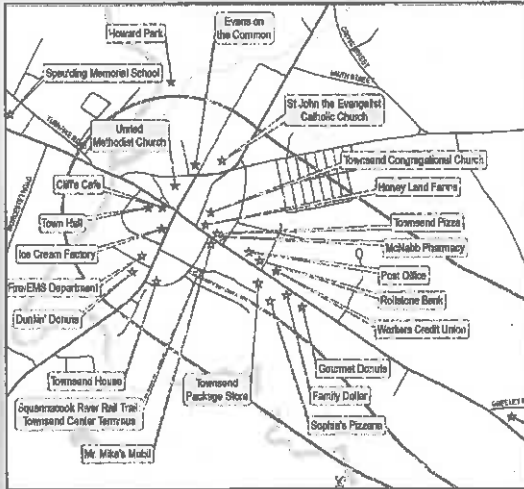 Howard Park
Evans on
the Common
Spaulding Memorial School
SOUTH STREET
St John the Evangelist
Catholic Church
United
Methodist Church
Townsend Congregational Church
Cliff's Cafe
Honey Land Farms
Town Hall
Townsend Pizza
Ice Cream Factory
McNabb Pharmacy
Post Office
Fire/EMS Department
Rollstone Bank
Dunkin' Donuts
Workers Credit Union
Townsend House
Townsend
Package Store
Gourmet Donuts
Squannacook River Rail Trail
Townsend Center Terminus
Family Dollar
Sophia's Pizzeria
Mr. Mike's Mobil